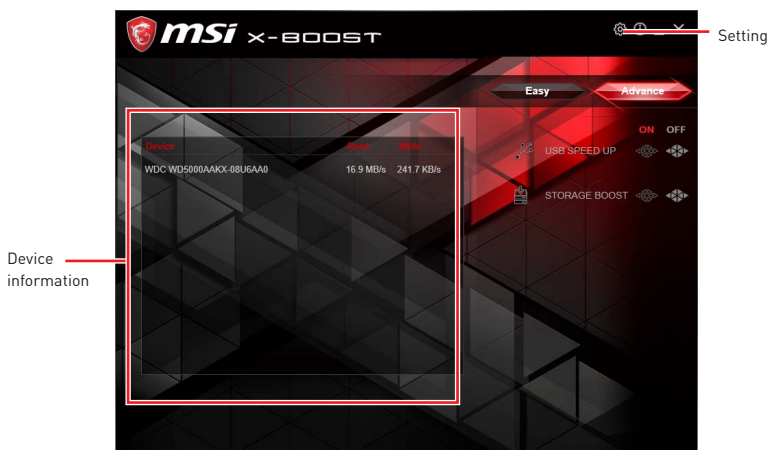 msi X-BOOST
Setting
Easy Advance
ON OFF
Device Read Write
USB SPEED UP
WDC WD5000AAKX-08U6AA0 16.9 MB/s 241.7 KB/s
STORAGE BOOST
Device
information